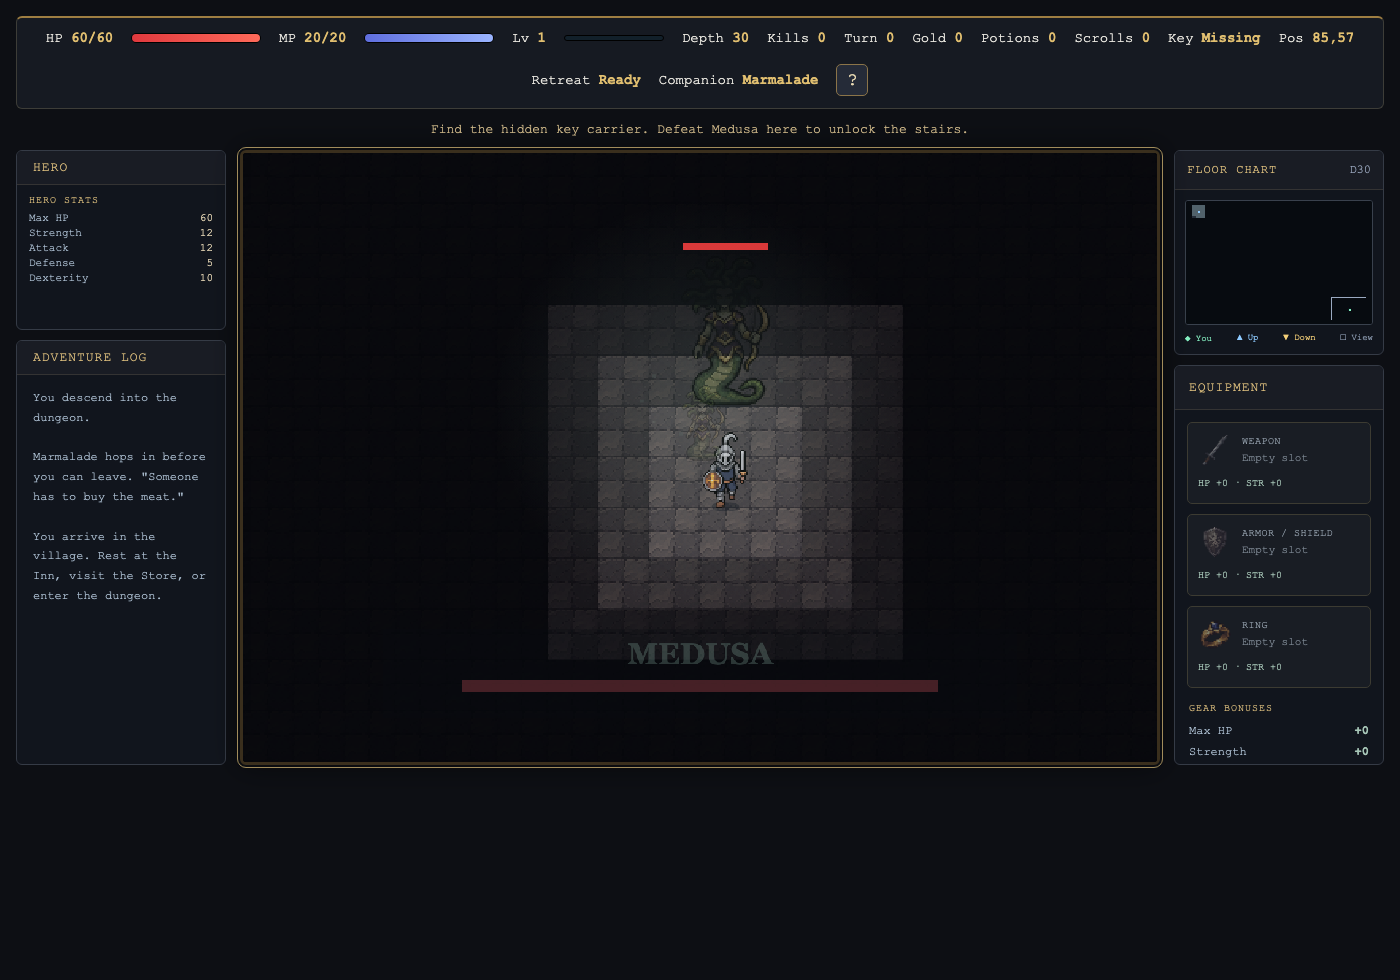 HP 60/60 MP 20/20 Lv 1 Depth 30 Kills 0 Turn 0 Gold 0 Potions 0 Scrolls 0 Key Missing Pos 85,57
Retreat Ready Companion Marmalade ?
Find the hidden key carrier. Defeat Medusa here to unlock the stairs.
HERO
HERO STATS
Max HP 60
Strength 12
Attack 12
Defense 5
Dexterity 10
ADVENTURE LOG
You descend into the
dungeon.
Marmalade hops in before
you can leave. "Someone
has to buy the meat."
You arrive in the
village. Rest at the
Inn, visit the Store, or
enter the dungeon.
MEDUSA
FLOOR CHART D30
◆ You ▲ Up ▼ Down □ View
EQUIPMENT
WEAPON
Empty slot
HP +0 · STR +0
ARMOR / SHIELD
Empty slot
HP +0 · STR +0
RING
Empty slot
HP +0 · STR +0
GEAR BONUSES
Max HP +0
Strength +0